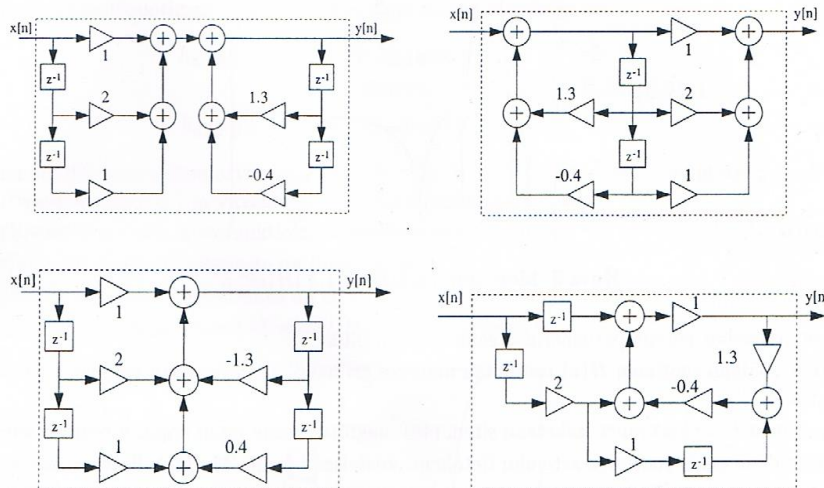 x[n] y[n]
1
z-1 z-1
2 1.3
z-1 z-1
1 -0.4
x[n] y[n]
1
z-1
1.3 2
z-1
-0.4 1
x[n] y[n]
1
z-1 z-1
2 -1.3
z-1 z-1
1 0.4
x[n] 1 y[n]
z-1
z-1 1.3
2 -0.4
1 z-1